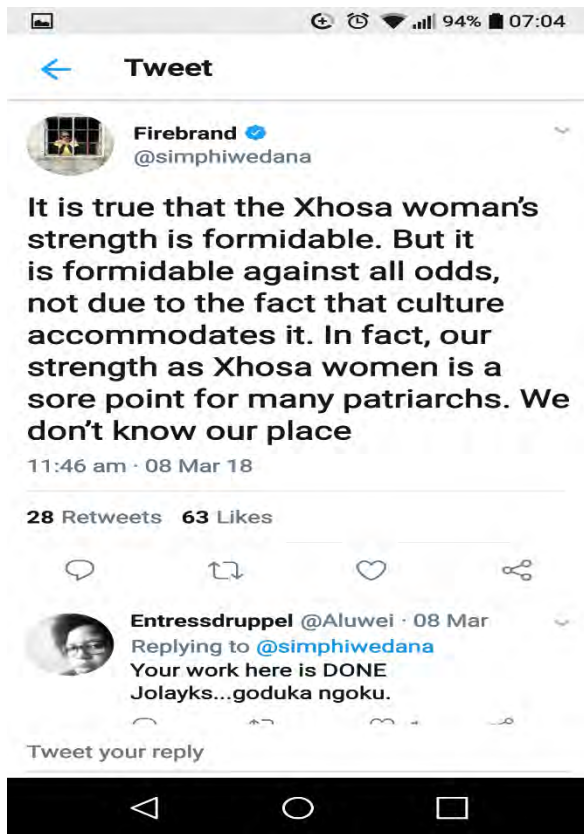 94% 07:04
Tweet
Firebrand
@simphiwedana
It is true that the Xhosa woman's
strength is formidable. But it
is formidable against all odds,
not due to the fact that culture
accommodates it. In fact, our
strength as Xhosa women is a
sore point for many patriarchs. We
don't know our place
11:46 am · 08 Mar 18
28 Retweets 63 Likes
Entressdruppel @Aluwei · 08 Mar
Replying to @simphiwedana
Your work here is DONE
Jolayks...goduka ngoku.
Tweet your reply